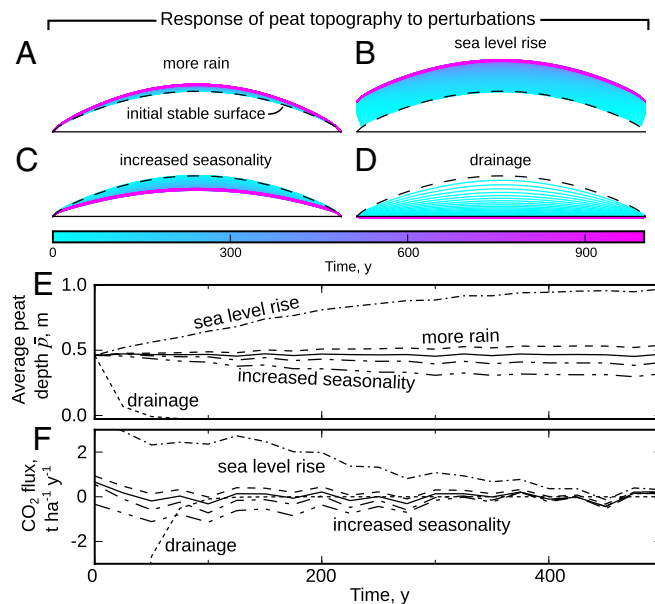 Response of peat topography to perturbations
A
more rain
initial stable surface
B
sea level rise
C
increased seasonality
D
drainage
0 300 600 900
Time, y
E
Average peat
depth p̄, m
1.0
0.5
0.0
sea level rise
more rain
increased seasonality
drainage
F
CO₂ flux,
t ha⁻¹ y⁻¹
2
0
-2
sea level rise
increased seasonality
drainage
0 200 400
Time, y